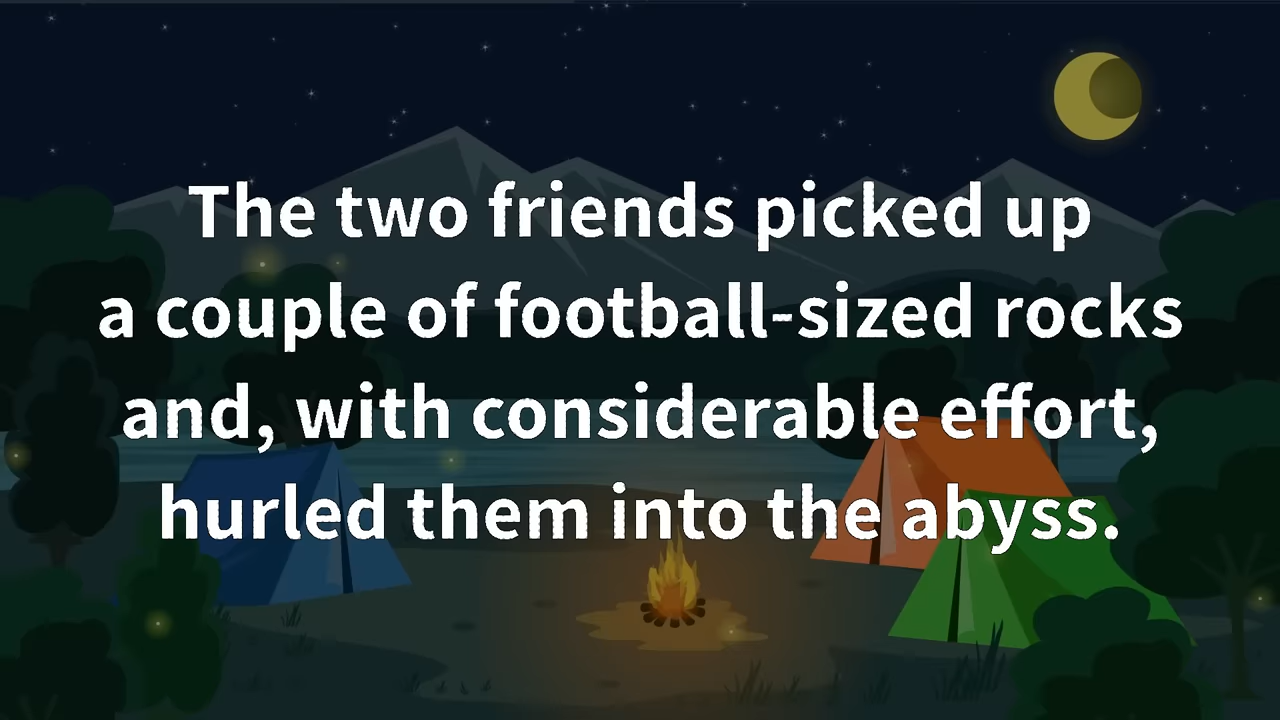 The two friends picked up
a couple of football-sized rocks
and, with considerable effort,
hurled them into the abyss.